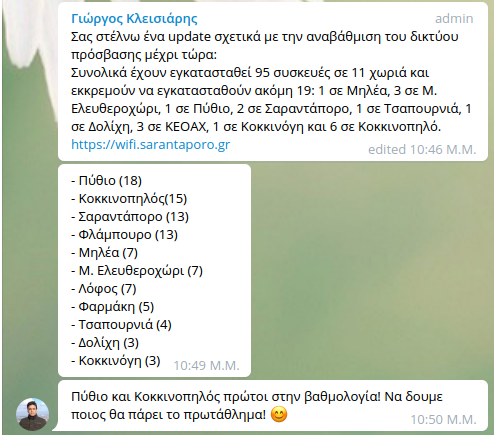 Γιώργος Κλεισιάρης admin
Σας στέλνω ένα update σχετικά με την αναβάθμιση του δικτύου
πρόσβασης μέχρι τώρα:
Συνολικά έχουν εγκατασταθεί 95 συσκευές σε 11 χωριά και
εκκρεμούν να εγκατασταθούν ακόμη 19: 1 σε Μηλέα, 3 σε Μ.
Ελευθεροχώρι, 1 σε Πύθιο, 2 σε Σαραντάπορο, 1 σε Τσαπουρνιά, 1
σε Δολίχη, 3 σε ΚΕΟΑΧ, 1 σε Κοκκινόγη και 6 σε Κοκκινοπηλό.
https://wifi.sarantaporo.gr
edited 10:46 Μ.Μ.
- Πύθιο (18)
- Κοκκινοπηλός(15)
- Σαραντάπορο (13)
- Φλάμπουρο (13)
- Μηλέα (7)
- Μ. Ελευθεροχώρι (7)
- Λόφος (7)
- Φαρμάκη (5)
- Τσαπουρνιά (4)
- Δολίχη (3)
- Κοκκινόγη (3)
10:49 Μ.Μ.
Πύθιο και Κοκκινοπηλός πρώτοι στην βαθμολογία! Να δουμε
ποιος θα πάρει το πρωτάθλημα! 😊
10:50 Μ.Μ.